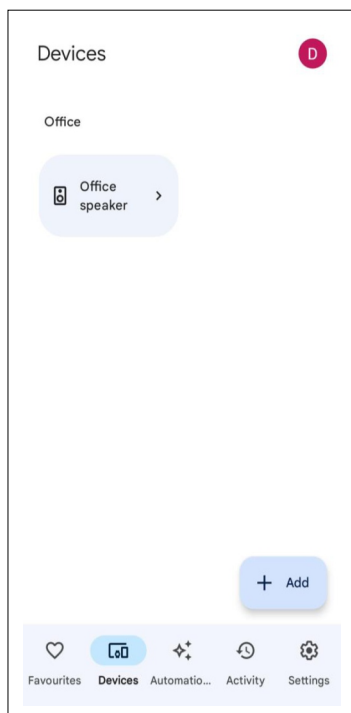 Devices
D
Office
Office
speaker
Add
Favourites
Devices
Automatio...
Activity
Settings